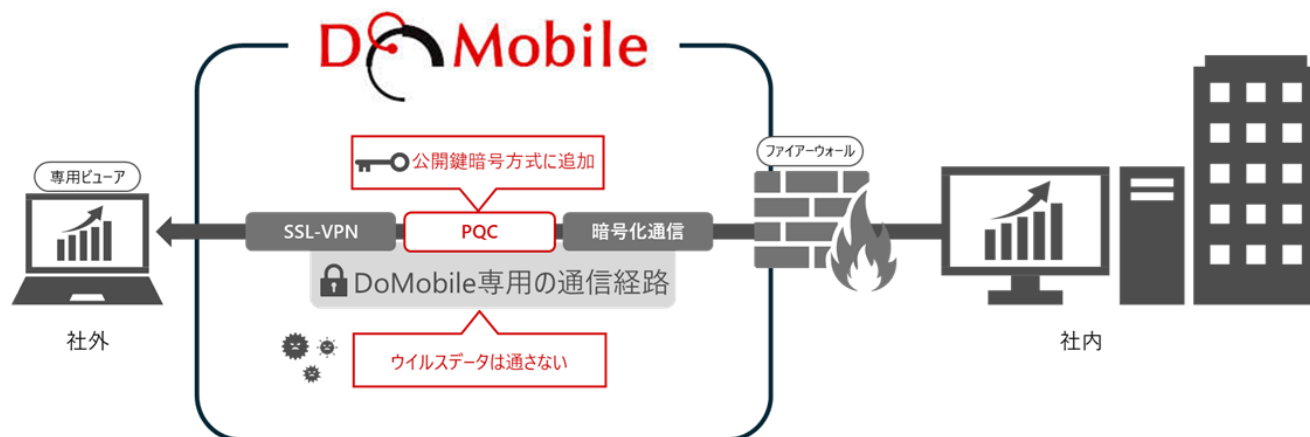 DoMobile
公開鍵暗号方式に追加
ファイアーウォール
専用ビューア
SSL-VPN
PQC
暗号化通信
DoMobile専用の通信経路
社外
社内
ウイルスデータは通さない